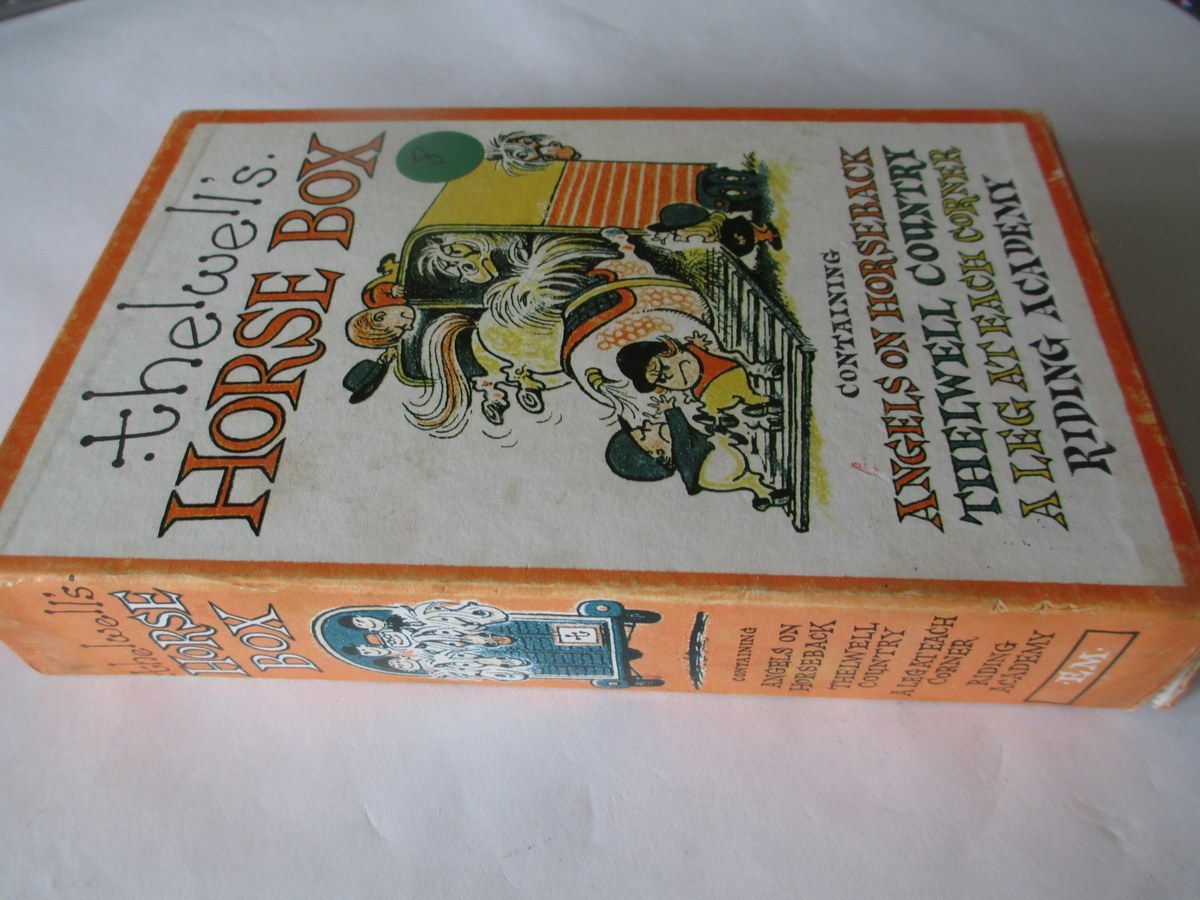 thelwell's.
HORSE BOX
8
CONTAINING
ANGELS ON HORSEBACK
THELWELL COUNTRY
A LEG AT EACH CORNER
RIDING ACADEMY
thelwell's.
HORSE
BOX
CONTAINING
ANGELS ON
HORSEBACK
THELWELL
COUNTRY
A LEG AT EACH
CORNER
RIDING
ACADEMY
E.M.